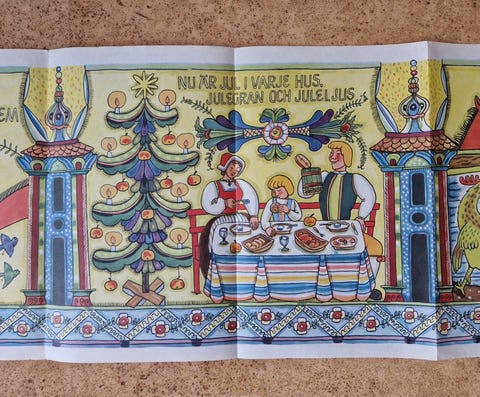 NU ÄR JUL I VARJE HUS,
JULEGRAN OCH JULELJUS